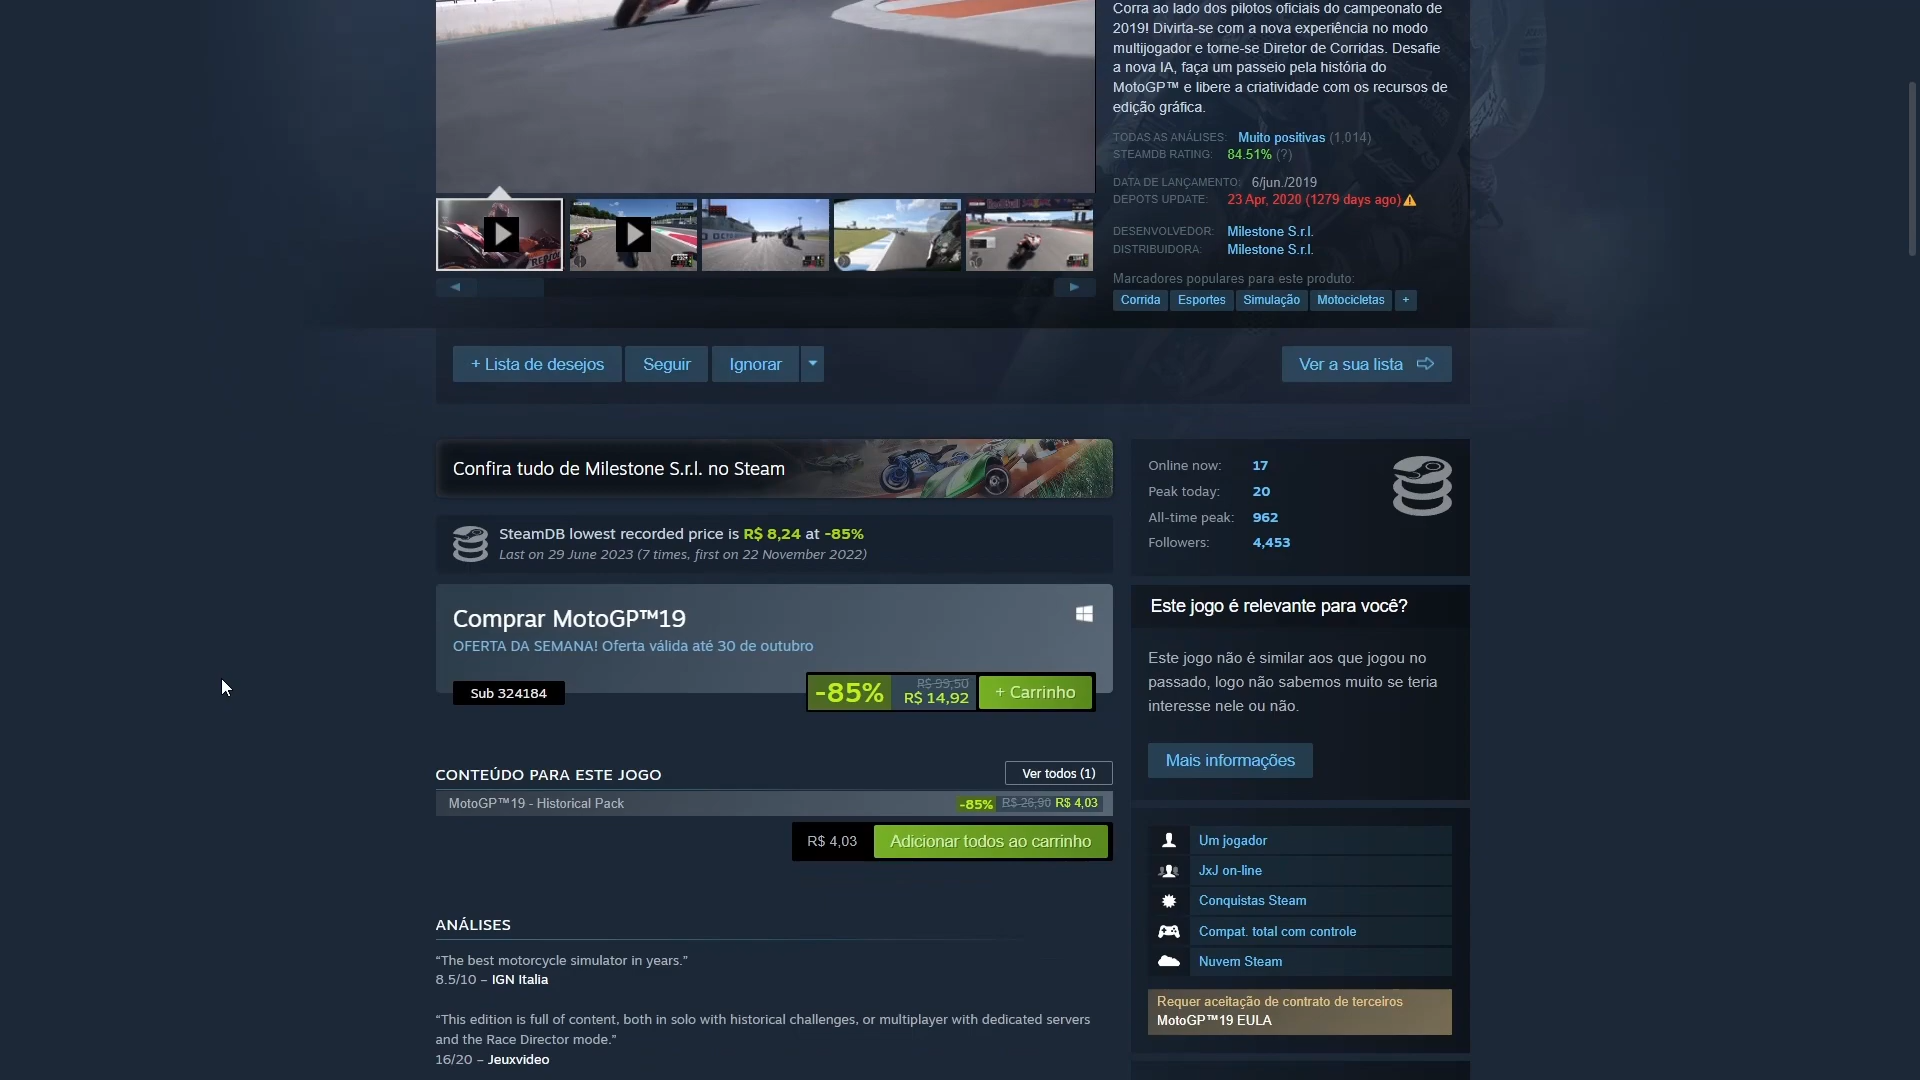 Corra ao lado dos pilotos oficiais do campeonato de
2019! Divirta-se com a nova experiência no modo
multijogador e torne-se Diretor de Corridas. Desafie
a nova IA, faça um passeio pela história do
MotoGP™ e libere a criatividade com os recursos de
edição gráfica.
TODAS AS ANÁLISES: Muito positivas (1,014)
STEAMDB RATING: 84.51% (?)
DATA DE LANÇAMENTO: 6/jun./2019
DEPOTS UPDATE: 23 Apr, 2020 (1279 days ago)
DESENVOLVEDOR: Milestone S.r.l.
DISTRIBUIDORA: Milestone S.r.l.
Marcadores populares para este produto:
Corrida Esportes Simulação Motocicletas +
+ Lista de desejos Seguir Ignorar Ver a sua lista
Confira tudo de Milestone S.r.l. no Steam
SteamDB lowest recorded price is R$ 8,24 at -85%
Last on 29 June 2023 (7 times, first on 22 November 2022)
Online now: 17
Peak today: 20
All-time peak: 962
Followers: 4,453
Comprar MotoGP™19
OFERTA DA SEMANA! Oferta válida até 30 de outubro
Sub 324184
-85% R$ 99,50 R$ 14,92 + Carrinho
Este jogo é relevante para você?
Este jogo não é similar aos que jogou no
passado, logo não sabemos muito se teria
interesse nele ou não.
Mais informações
CONTEÚDO PARA ESTE JOGO Ver todos (1)
MotoGP™19 - Historical Pack -85% R$ 26,90 R$ 4,03
R$ 4,03 Adicionar todos ao carrinho
Um jogador
JxJ on-line
Conquistas Steam
Compat. total com controle
Nuvem Steam
Requer aceitação de contrato de terceiros
MotoGP™19 EULA
ANÁLISES
“The best motorcycle simulator in years.”
8.5/10 – IGN Italia
“This edition is full of content, both in solo with historical challenges, or multiplayer with dedicated servers
and the Race Director mode.”
16/20 – Jeuxvideo